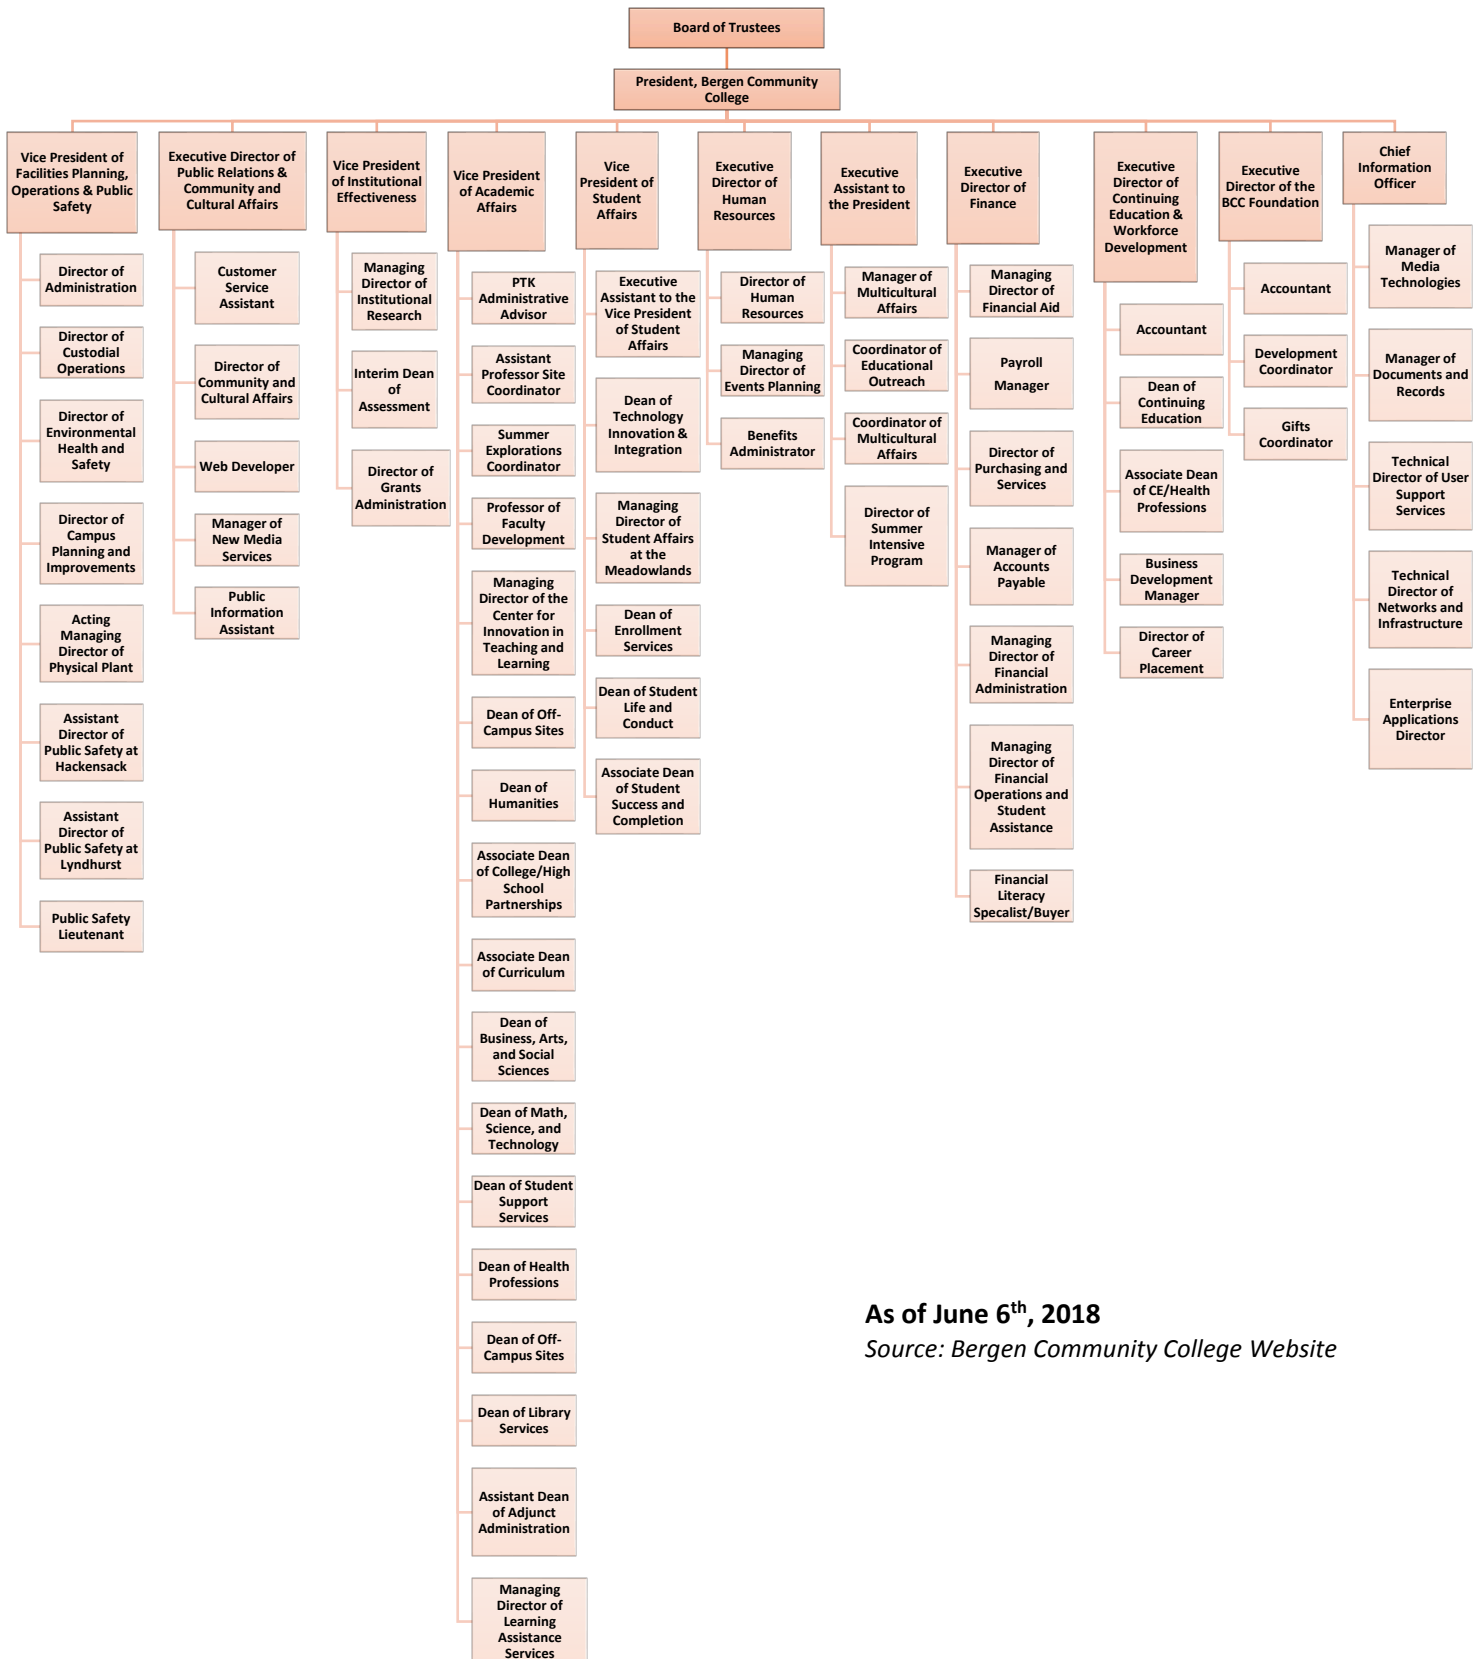 Board of Trustees
President, Bergen Community
College
Vice President of
Facilities Planning,
Operations & Public
Safety
Director of
Administration
Director of
Custodial
Operations
Director of
Environmental
Health and
Safety
Director of
Campus
Planning and
Improvements
Acting
Managing
Director of
Physical Plant
Assistant
Director of
Public Safety at
Hackensack
Assistant
Director of
Public Safety at
Lyndhurst
Public Safety
Lieutenant
Executive Director of
Public Relations &
Community and
Cultural Affairs
Customer
Service
Assistant
Director of
Community and
Cultural Affairs
Web Developer
Manager of
New Media
Services
Public
Information
Assistant
Vice President
of Institutional
Effectiveness
Managing
Director of
Institutional
Research
Interim Dean
of
Assessment
Director of
Grants
Administration
Vice President
of Academic
Affairs
PTK
Administrative
Advisor
Assistant
Professor Site
Coordinator
Summer
Explorations
Coordinator
Professor of
Faculty
Development
Managing
Director of the
Center for
Innovation in
Teaching and
Learning
Dean of Off-
Campus Sites
Dean of
Humanities
Associate Dean
of College/High
School
Partnerships
Associate Dean
of Curriculum
Dean of
Business, Arts,
and Social
Sciences
Dean of Math,
Science, and
Technology
Dean of Student
Support
Services
Dean of Health
Professions
Dean of Off-
Campus Sites
Dean of Library
Services
Assistant Dean
of Adjunct
Administration
Managing
Director of
Learning
Assistance
Services
Vice
President of
Student
Affairs
Executive
Assistant to the
Vice President
of Student
Affairs
Dean of
Technology
Innovation &
Integration
Managing
Director of
Student Affairs
at the
Meadowlands
Dean of
Enrollment
Services
Dean of Student
Life and
Conduct
Associate Dean
of Student
Success and
Completion
Executive
Director of
Human
Resources
Director of
Human
Resources
Managing
Director of
Events Planning
Benefits
Administrator
Executive
Assistant to
the President
Manager of
Multicultural
Affairs
Coordinator of
Educational
Outreach
Coordinator of
Multicultural
Affairs
Director of
Summer
Intensive
Program
Executive
Director of
Finance
Managing
Director of
Financial Aid
Payroll
Manager
Director of
Purchasing and
Services
Manager of
Accounts
Payable
Managing
Director of
Financial
Administration
Managing
Director of
Financial
Operations and
Student
Assistance
Financial
Literacy
Specalist/Buyer
Executive
Director of
Continuing
Education &
Workforce
Development
Accountant
Dean of
Continuing
Education
Associate Dean
of CE/Health
Professions
Business
Development
Manager
Director of
Career
Placement
Executive
Director of the
BCC Foundation
Accountant
Development
Coordinator
Gifts
Coordinator
Chief
Information
Officer
Manager of
Media
Technologies
Manager of
Documents and
Records
Technical
Director of User
Support
Services
Technical
Director of
Networks and
Infrastructure
Enterprise
Applications
Director
As of June 6th, 2018
Source: Bergen Community College Website